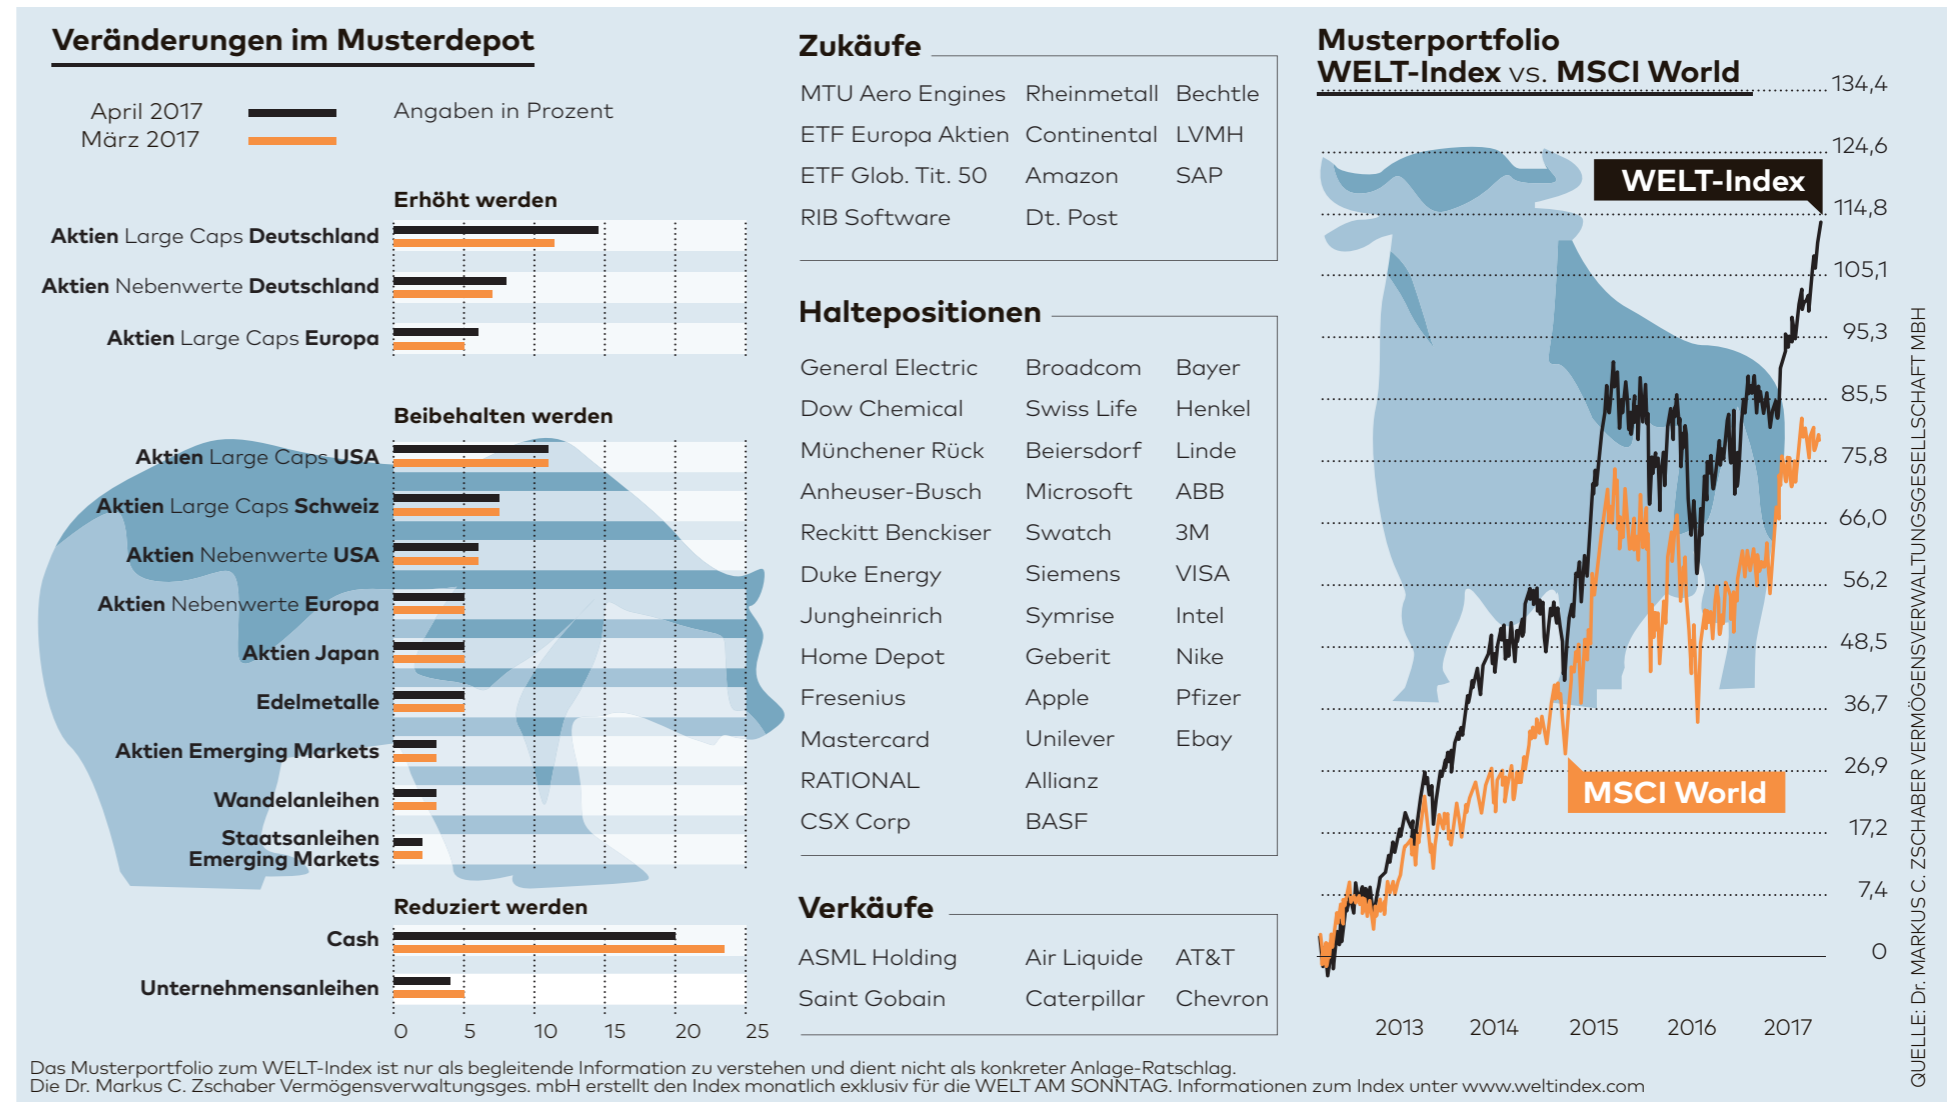 Veränderungen im Musterdepot
April 2017
März 2017
Angaben in Prozent
Erhöht werden
Aktien Large Caps Deutschland
Aktien Nebenwerte Deutschland
Aktien Large Caps Europa
Beibehalten werden
Aktien Large Caps USA
Aktien Large Caps Schweiz
Aktien Nebenwerte USA
Aktien Nebenwerte Europa
Aktien Japan
Edelmetalle
Aktien Emerging Markets
Wandelanleihen
Staatsanleihen
Emerging Markets
Reduziert werden
Cash
Unternehmensanleihen
0 5 10 15 20 25
Zukäufe
MTU Aero Engines Rheinmetall Bechtle
ETF Europa Aktien Continental LVMH
ETF Glob. Tit. 50 Amazon SAP
RIB Software Dt. Post
Haltepositionen
General Electric Broadcom Bayer
Dow Chemical Swiss Life Henkel
Münchener Rück Beiersdorf Linde
Anheuser-Busch Microsoft ABB
Reckitt Benckiser Swatch 3M
Duke Energy Siemens VISA
Jungheinrich Symrise Intel
Home Depot Geberit Nike
Fresenius Apple Pfizer
Mastercard Unilever Ebay
RATIONAL Allianz
CSX Corp BASF
Verkäufe
ASML Holding Air Liquide AT&T
Saint Gobain Caterpillar Chevron
Musterportfolio
WELT-Index vs. MSCI World
134,4
124,6
WELT-Index
114,8
105,1
95,3
85,5
75,8
66,0
56,2
48,5
36,7
26,9
MSCI World
17,2
7,4
0
2013 2014 2015 2016 2017
QUELLE: Dr. MARKUS C. ZSCHABER VERMÖGENSVERWALTUNGSGESELLSCHAFT MBH
Das Musterportfolio zum WELT-Index ist nur als begleitende Information zu verstehen und dient nicht als konkreter Anlage-Ratschlag.
Die Dr. Markus C. Zschaber Vermögensverwaltungsges. mbH erstellt den Index monatlich exklusiv für die WELT AM SONNTAG. Informationen zum Index unter www.weltindex.com